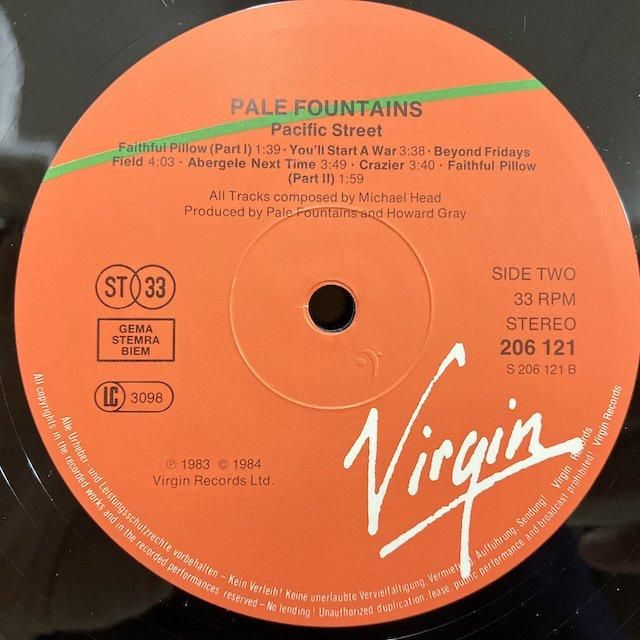 PALE FOUNTAINS
Pacific Street
Faithful Pillow (Part I) 1:39 · You'll Start A War 3:38 · Beyond Fridays
Field 4:03 · Abergele Next Time 3:49 · Crazier 3:40 · Faithful Pillow
(Part II) 1:59
All Tracks composed by Michael Head
Produced by Pale Fountains and Howard Gray
ST 33
GEMA
STEMRA
BIEM
LC 3098
SIDE TWO
33 RPM
STEREO
206 121
S 206 121 B
Virgin
℗ 1983 © 1984
Virgin Records Ltd.
Alle Urheber- und Leistungsschutzrechte vorbehalten – Kein Verleih! Keine unerlaubte Vervielfältigung, Vermietung, Aufführung, Sendung! Virgin Records
All copyrights in the recorded works and in the recorded performances reserved – No lending! Unauthorized duplication, lease, public performance and broadcast prohibited! Virgin Records